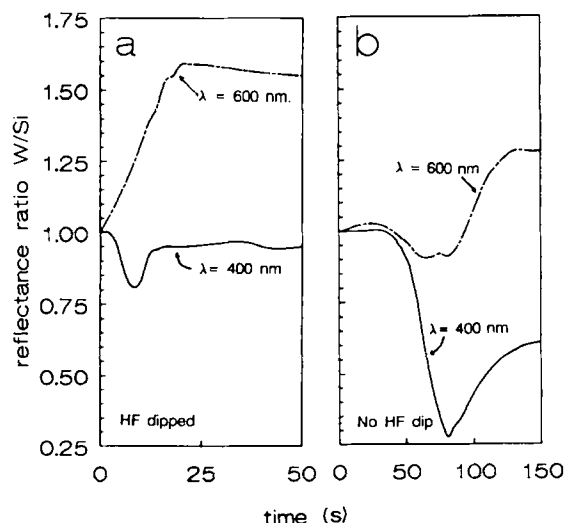 a
b
1.75
1.50
1.25
1.00
0.75
0.50
0.25
reflectance ratio W/Si
λ = 600 nm.
λ = 400 nm
HF dipped
λ = 600 nm
λ = 400 nm
No HF dip
0 25 50
0 50 100 150
time (s)